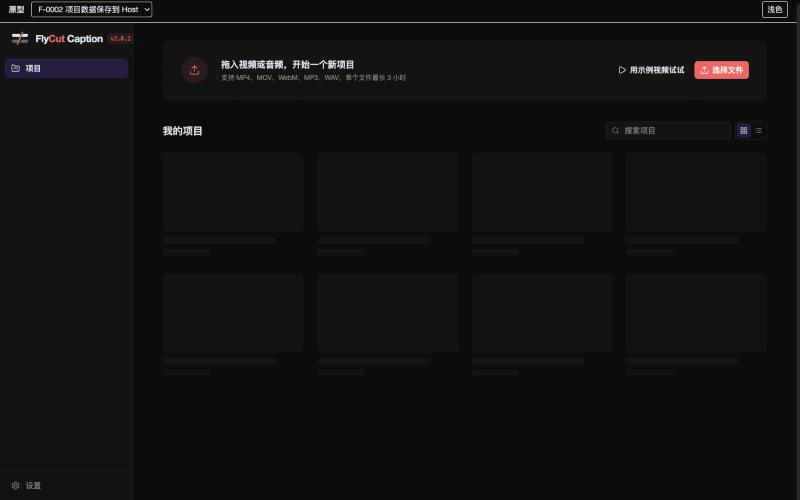 原型 F-0002 项目数据保存到 Host 浅色
FlyCut Caption v2.0.2
项目
拖入视频或音频，开始一个新项目
支持 MP4、MOV、WebM、MP3、WAV，单个文件最长 3 小时
用示例视频试试 选择文件
我的项目
搜索项目
设置